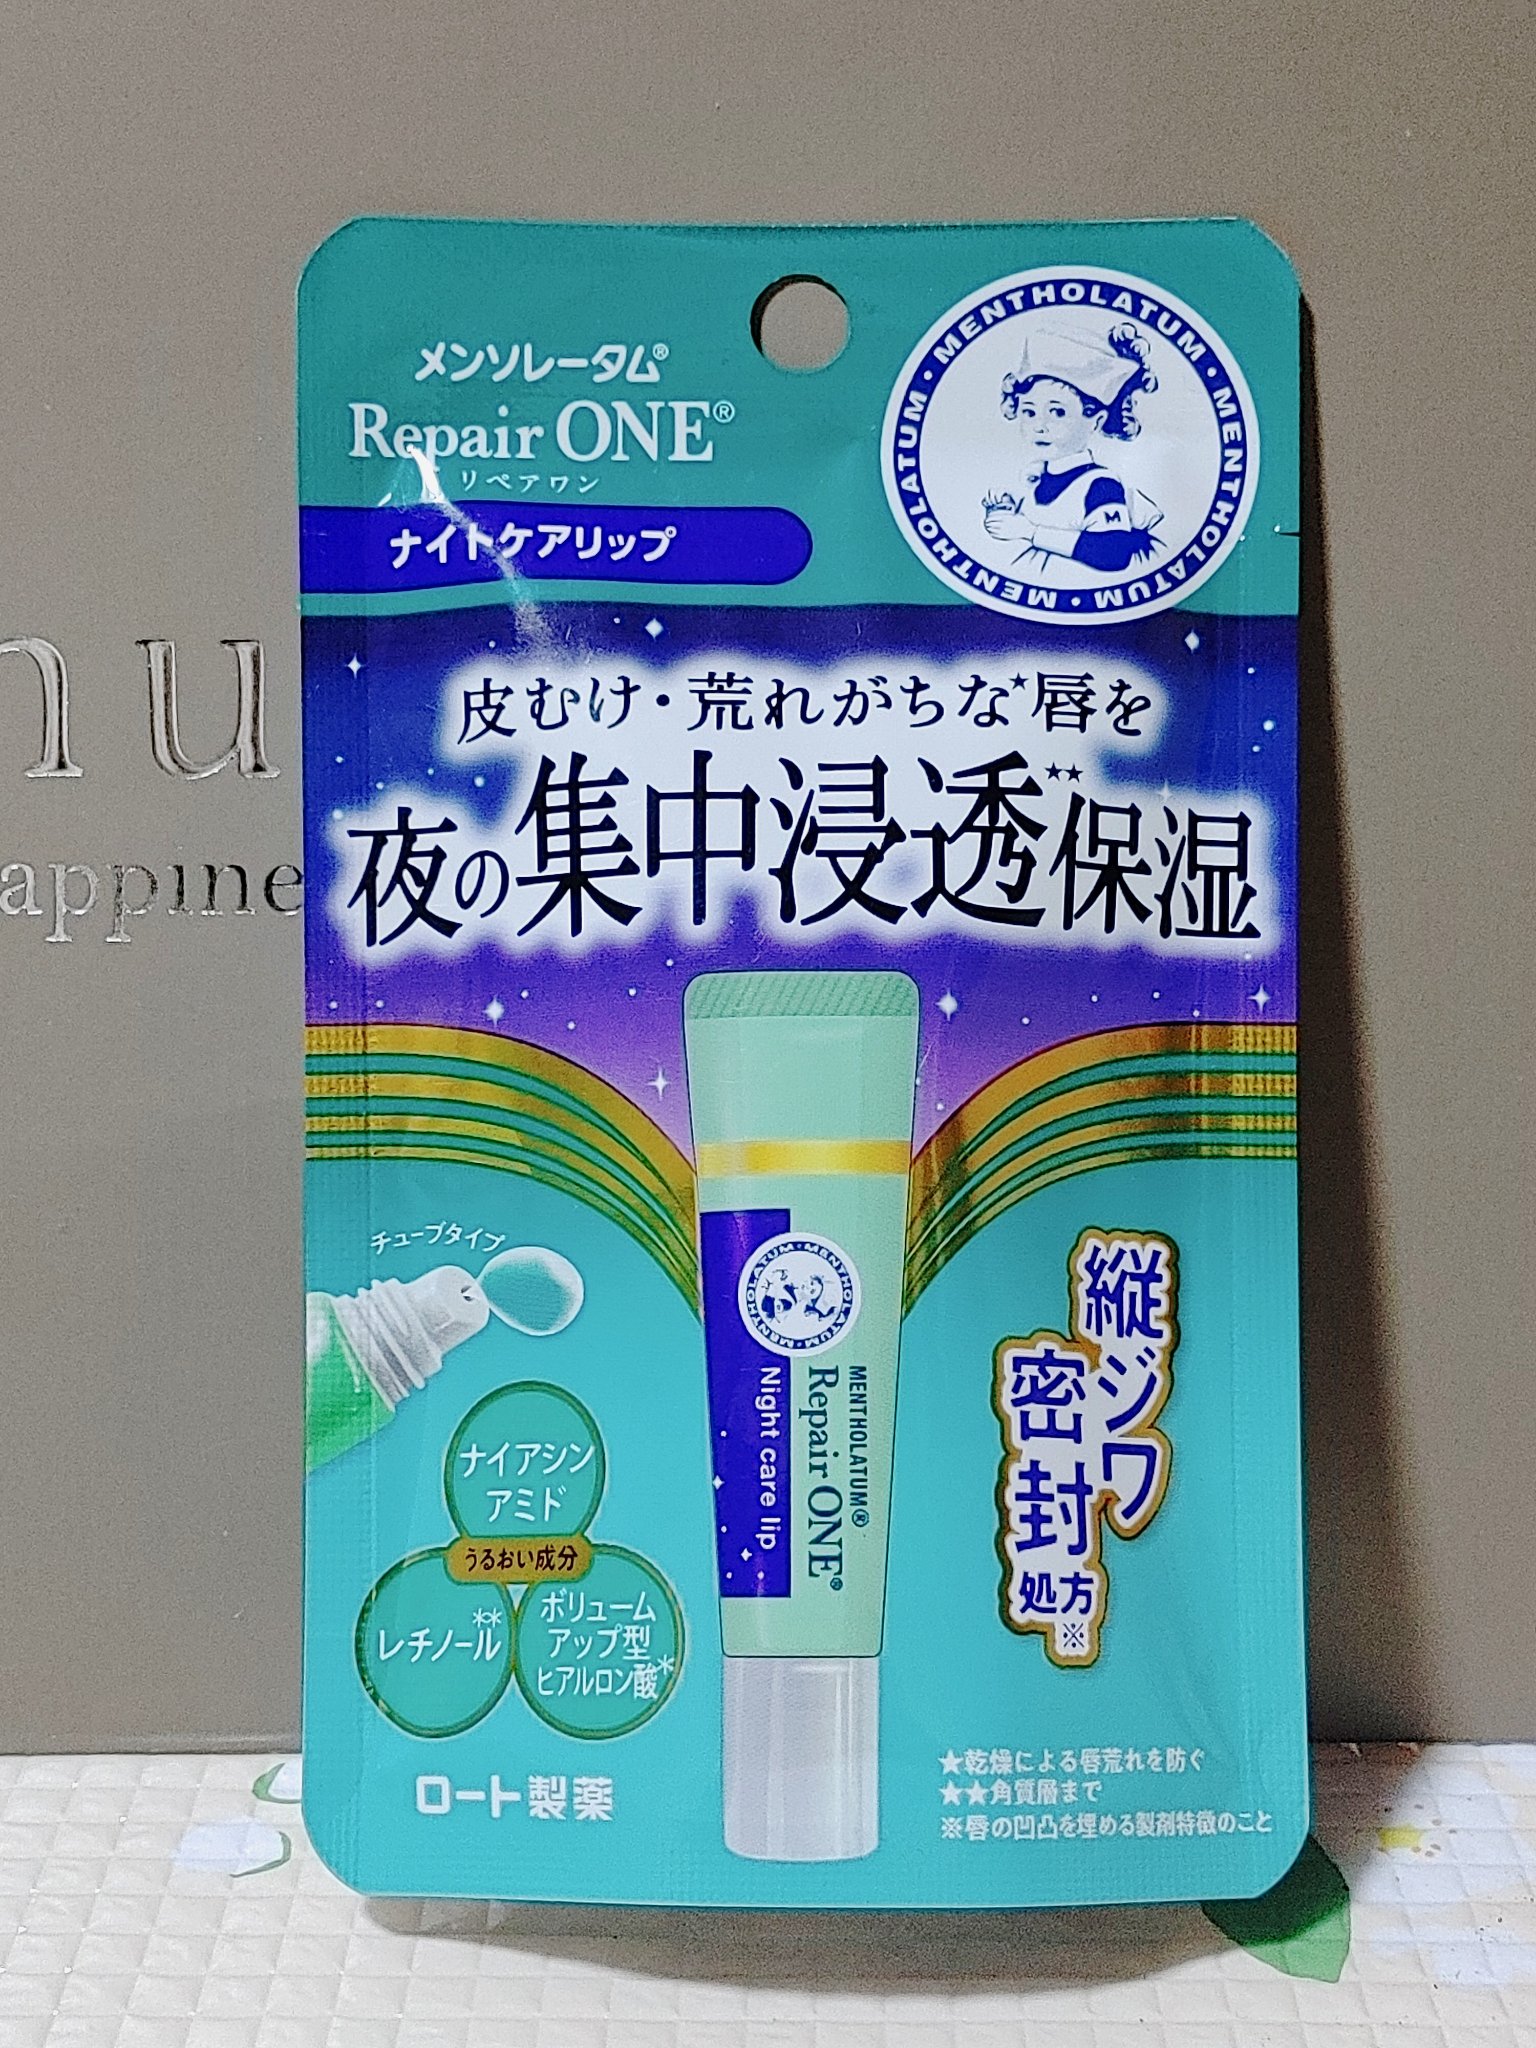 メンソレータム®
Repair ONE®
リペアワン
ナイトケアリップ
MENTHOLATUM・MENTHOLATUM・MENTHOLATUM・MENTHOLATUM・
M
皮むけ・荒れがちな★唇を
夜の集中浸透★★保湿
nu
appine
チューブタイプ
ナイアシン
アミド
うるおい成分
レチノール**
ボリューム
アップ型
ヒアルロン酸*
MENTHOLATUM・MENTHOLATUM・MENTHOLATUM
MENTHOLATUM®
Repair ONE®
Night care lip
縦ジワ
密封処方※
ロート製薬
★乾燥による唇荒れを防ぐ
★★角質層まで
※唇の凹凸を埋める製剤特徴のこと